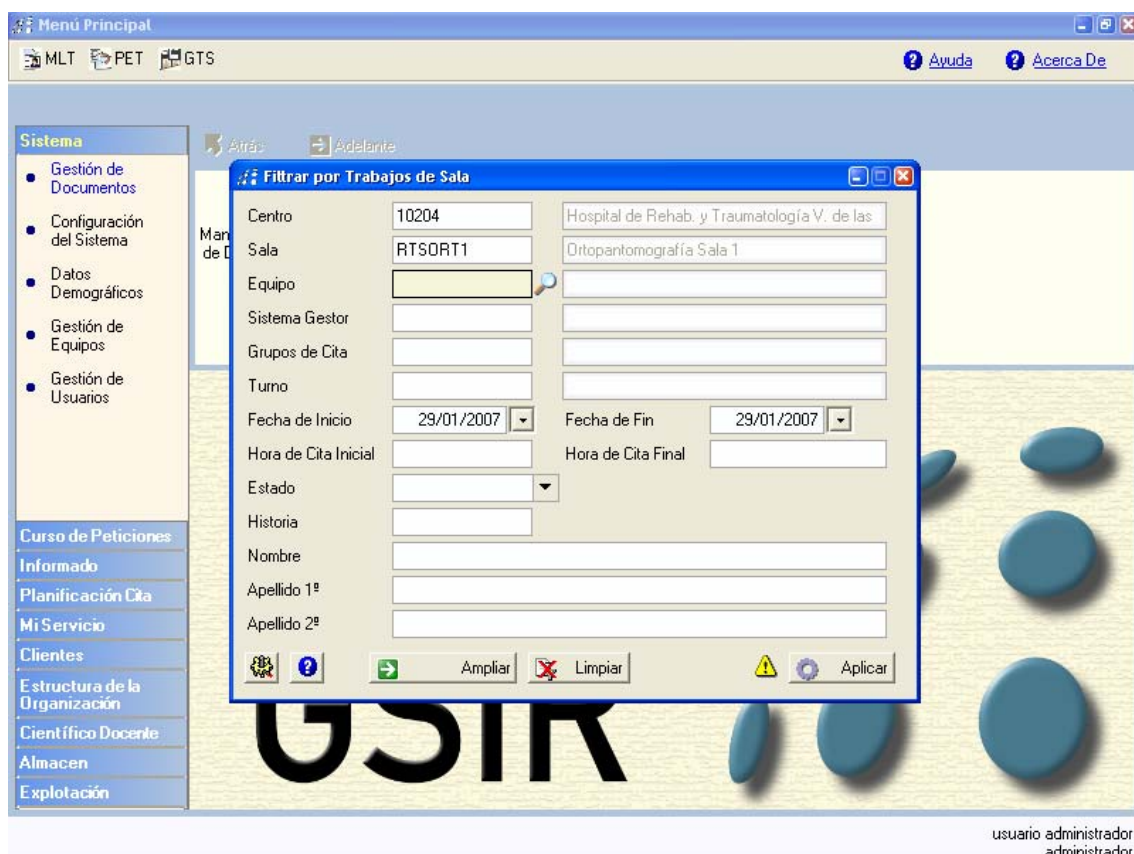 Menú Principal
MLT PET GTS Ayuda Acerca De
Sistema
Atrás Adelante
Gestión de
Documentos
Configuración
del Sistema
Datos
Demográficos
Gestión de
Equipos
Gestión de
Usuarios
Curso de Peticiones
Informado
Planificación Cita
Mi Servicio
Clientes
Estructura de la
Organización
Científico Docente
Almacen
Explotación
Man
de D
Filtrar por Trabajos de Sala
Centro 10204 Hospital de Rehab. y Traumatología V. de las
Sala RTSORT1 Ortopantomografía Sala 1
Equipo
Sistema Gestor
Grupos de Cita
Turno
Fecha de Inicio 29/01/2007 Fecha de Fin 29/01/2007
Hora de Cita Inicial Hora de Cita Final
Estado
Historia
Nombre
Apellido 1º
Apellido 2º
Ampliar Limpiar Aplicar
GSIR
usuario administrador
administrador